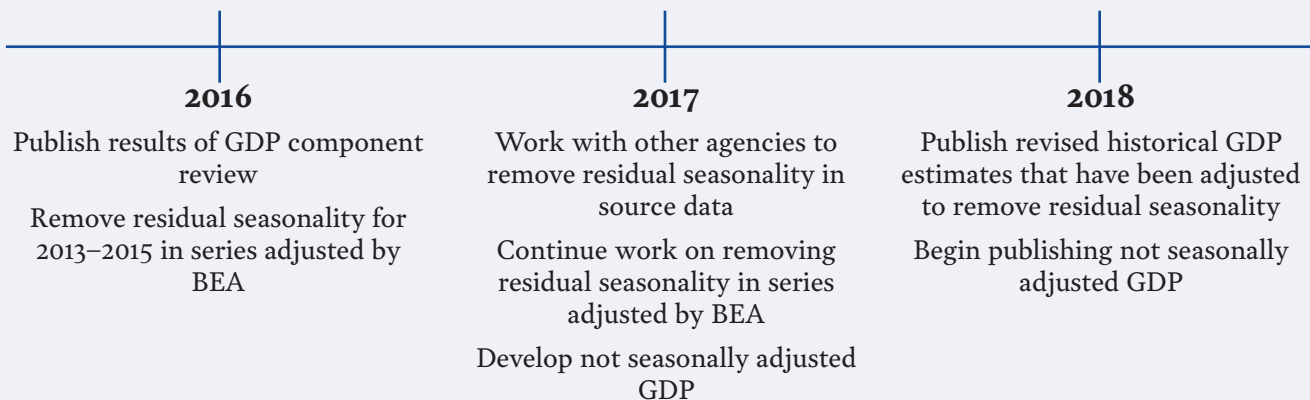 2016
Publish results of GDP component
review
Remove residual seasonality for
2013–2015 in series adjusted by
BEA
2017
Work with other agencies to
remove residual seasonality in
source data
Continue work on removing
residual seasonality in series
adjusted by BEA
Develop not seasonally adjusted
GDP
2018
Publish revised historical GDP
estimates that have been adjusted
to remove residual seasonality
Begin publishing not seasonally
adjusted GDP